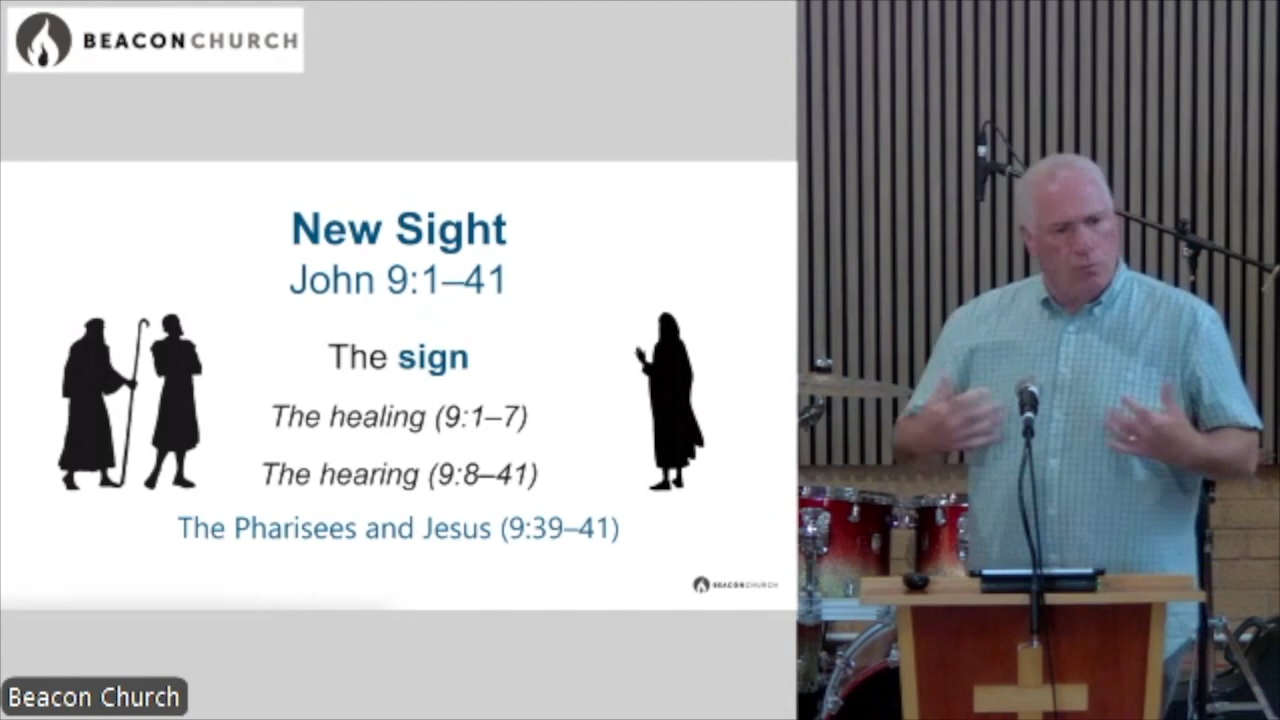 BEACONCHURCH
New Sight
John 9:1–41
The sign
The healing (9:1–7)
The hearing (9:8–41)
The Pharisees and Jesus (9:39–41)
BEACONCHURCH
Beacon Church